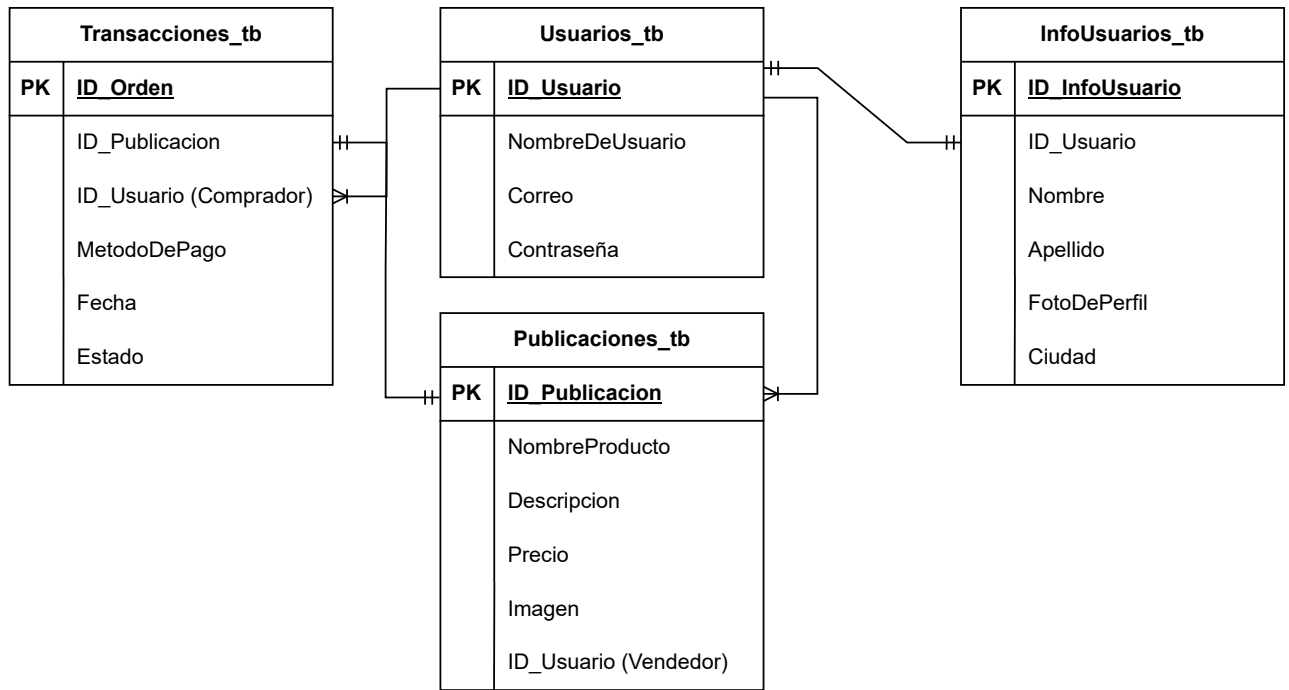 Transacciones_tb
PK ID_Orden
ID_Publicacion
ID_Usuario (Comprador)
MetodoDePago
Fecha
Estado
Usuarios_tb
PK ID_Usuario
NombreDeUsuario
Correo
Contraseña
Publicaciones_tb
PK ID_Publicacion
NombreProducto
Descripcion
Precio
Imagen
ID_Usuario (Vendedor)
InfoUsuarios_tb
PK ID_InfoUsuario
ID_Usuario
Nombre
Apellido
FotoDePerfil
Ciudad